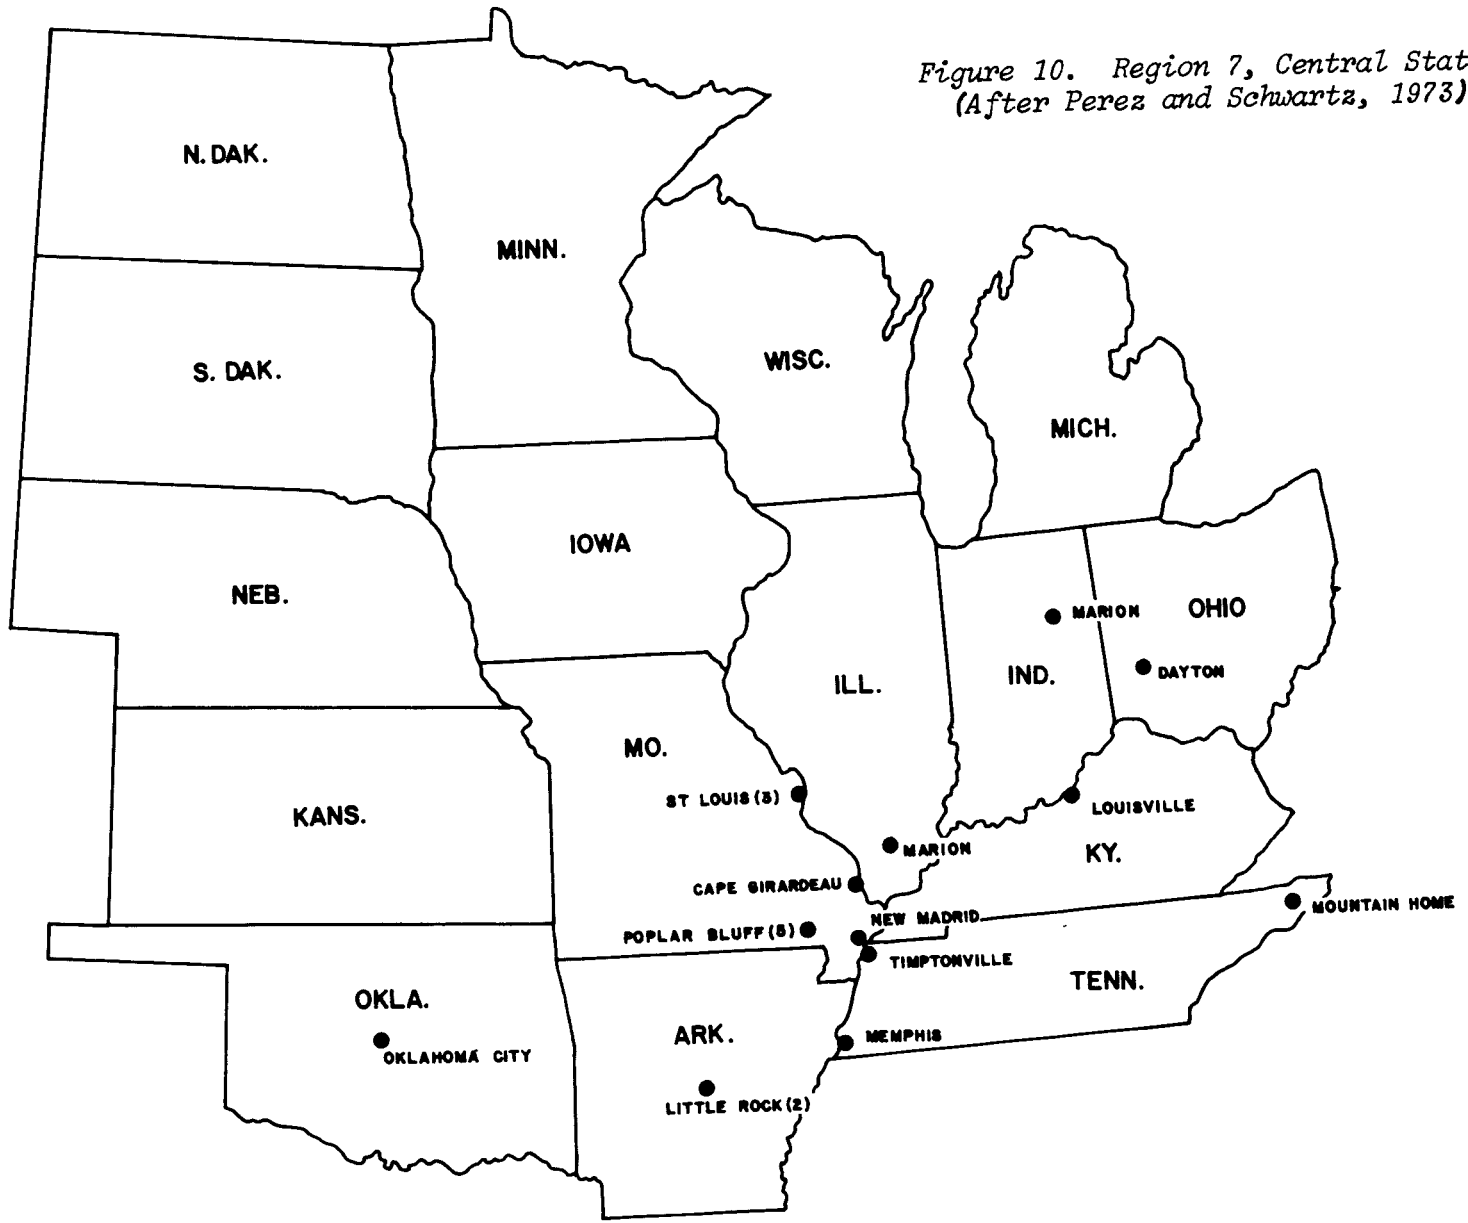 Figure 10. Region 7, Central Stat
(After Perez and Schwartz, 1973)
N. DAK.
MINN.
S. DAK.
WISC.
MICH.
IOWA
NEB.
MARION
OHIO
IND.
DAYTON
ILL.
MO.
ST LOUIS (3)
LOUISVILLE
KANS.
MARION
KY.
CAPE GIRARDEAU
MOUNTAIN HOME
NEW MADRID
POPLAR BLUFF (5)
TIMPTONVILLE
TENN.
OKLA.
ARK.
MEMPHIS
OKLAHOMA CITY
LITTLE ROCK (2)